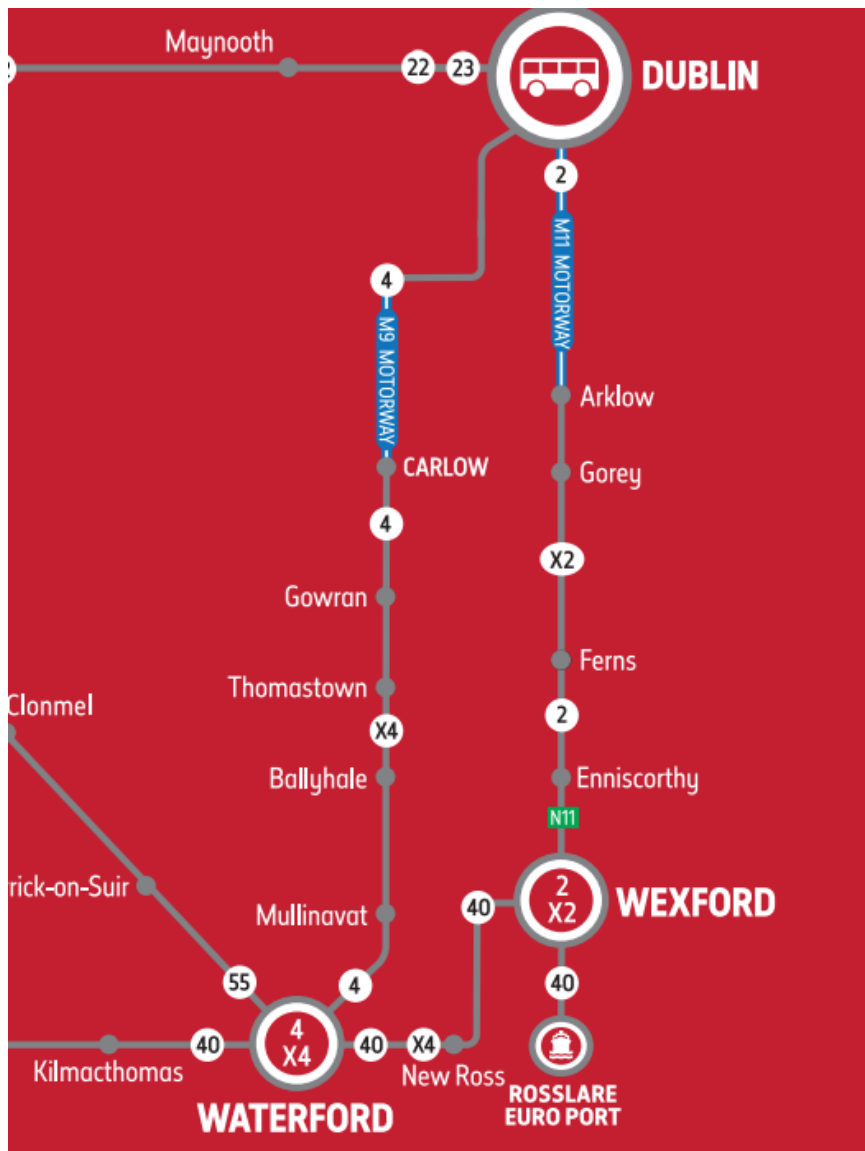 Maynooth
22
23
DUBLIN
2
M11 MOTORWAY
4
M9 MOTORWAY
Arklow
CARLOW
Gorey
4
X2
Gowran
Ferns
Thomastown
Clonmel
2
X4
Ballyhale
Enniscorthy
N11
rrick-on-Suir
2
X2
WEXFORD
40
Mullinavat
55
4
40
4
X4
40
40
X4
Kilmacthomas
New Ross
ROSSLARE
EURO PORT
WATERFORD